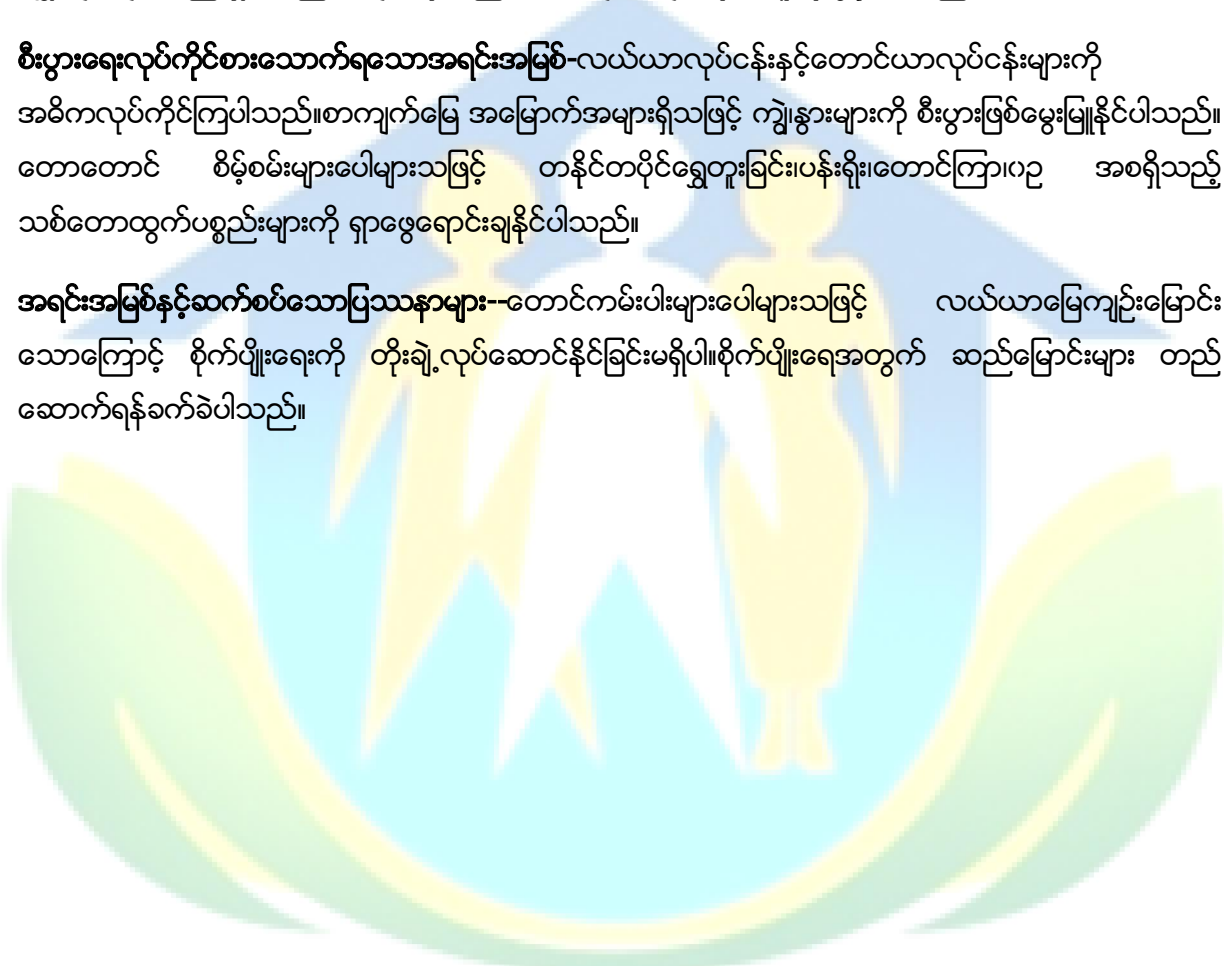 စီးပွားရေးလုပ်ကိုင်စားသောက်ရသောအရင်းအမြစ်-လယ်ယာလုပ်ငန်းနှင့်တောင်ယာလုပ်ငန်းများကို
အဓိကလုပ်ကိုင်ကြပါသည်။စာကျက်မြေ အမြောက်အများရှိသဖြင့် ကျွဲ၊နွားများကို စီးပွားဖြစ်မွေးမြူနိုင်ပါသည်။
တောတောင် စိမ့်စမ်းများပေါများသဖြင့် တနိုင်တပိုင်ရွှေတူးခြင်း၊ပန်းရိုး၊တောင်ကြာ၊ဝဥ အစရှိသည့်
သစ်တောထွက်ပစ္စည်းများကို ရှာဖွေရောင်းချနိုင်ပါသည်။
အရင်းအမြစ်နှင့်ဆက်စပ်သောပြဿနာများ--တောင်ကမ်းပါးများပေါများသဖြင့် လယ်ယာမြေကျဉ်းမြောင်း
သောကြောင့် စိုက်ပျိုးရေးကို တိုးချဲ့လုပ်ဆောင်နိုင်ခြင်းမရှိပါ။စိုက်ပျိုးရေအတွက် ဆည်မြောင်းများ တည်
ဆောက်ရန်ခက်ခဲပါသည်။